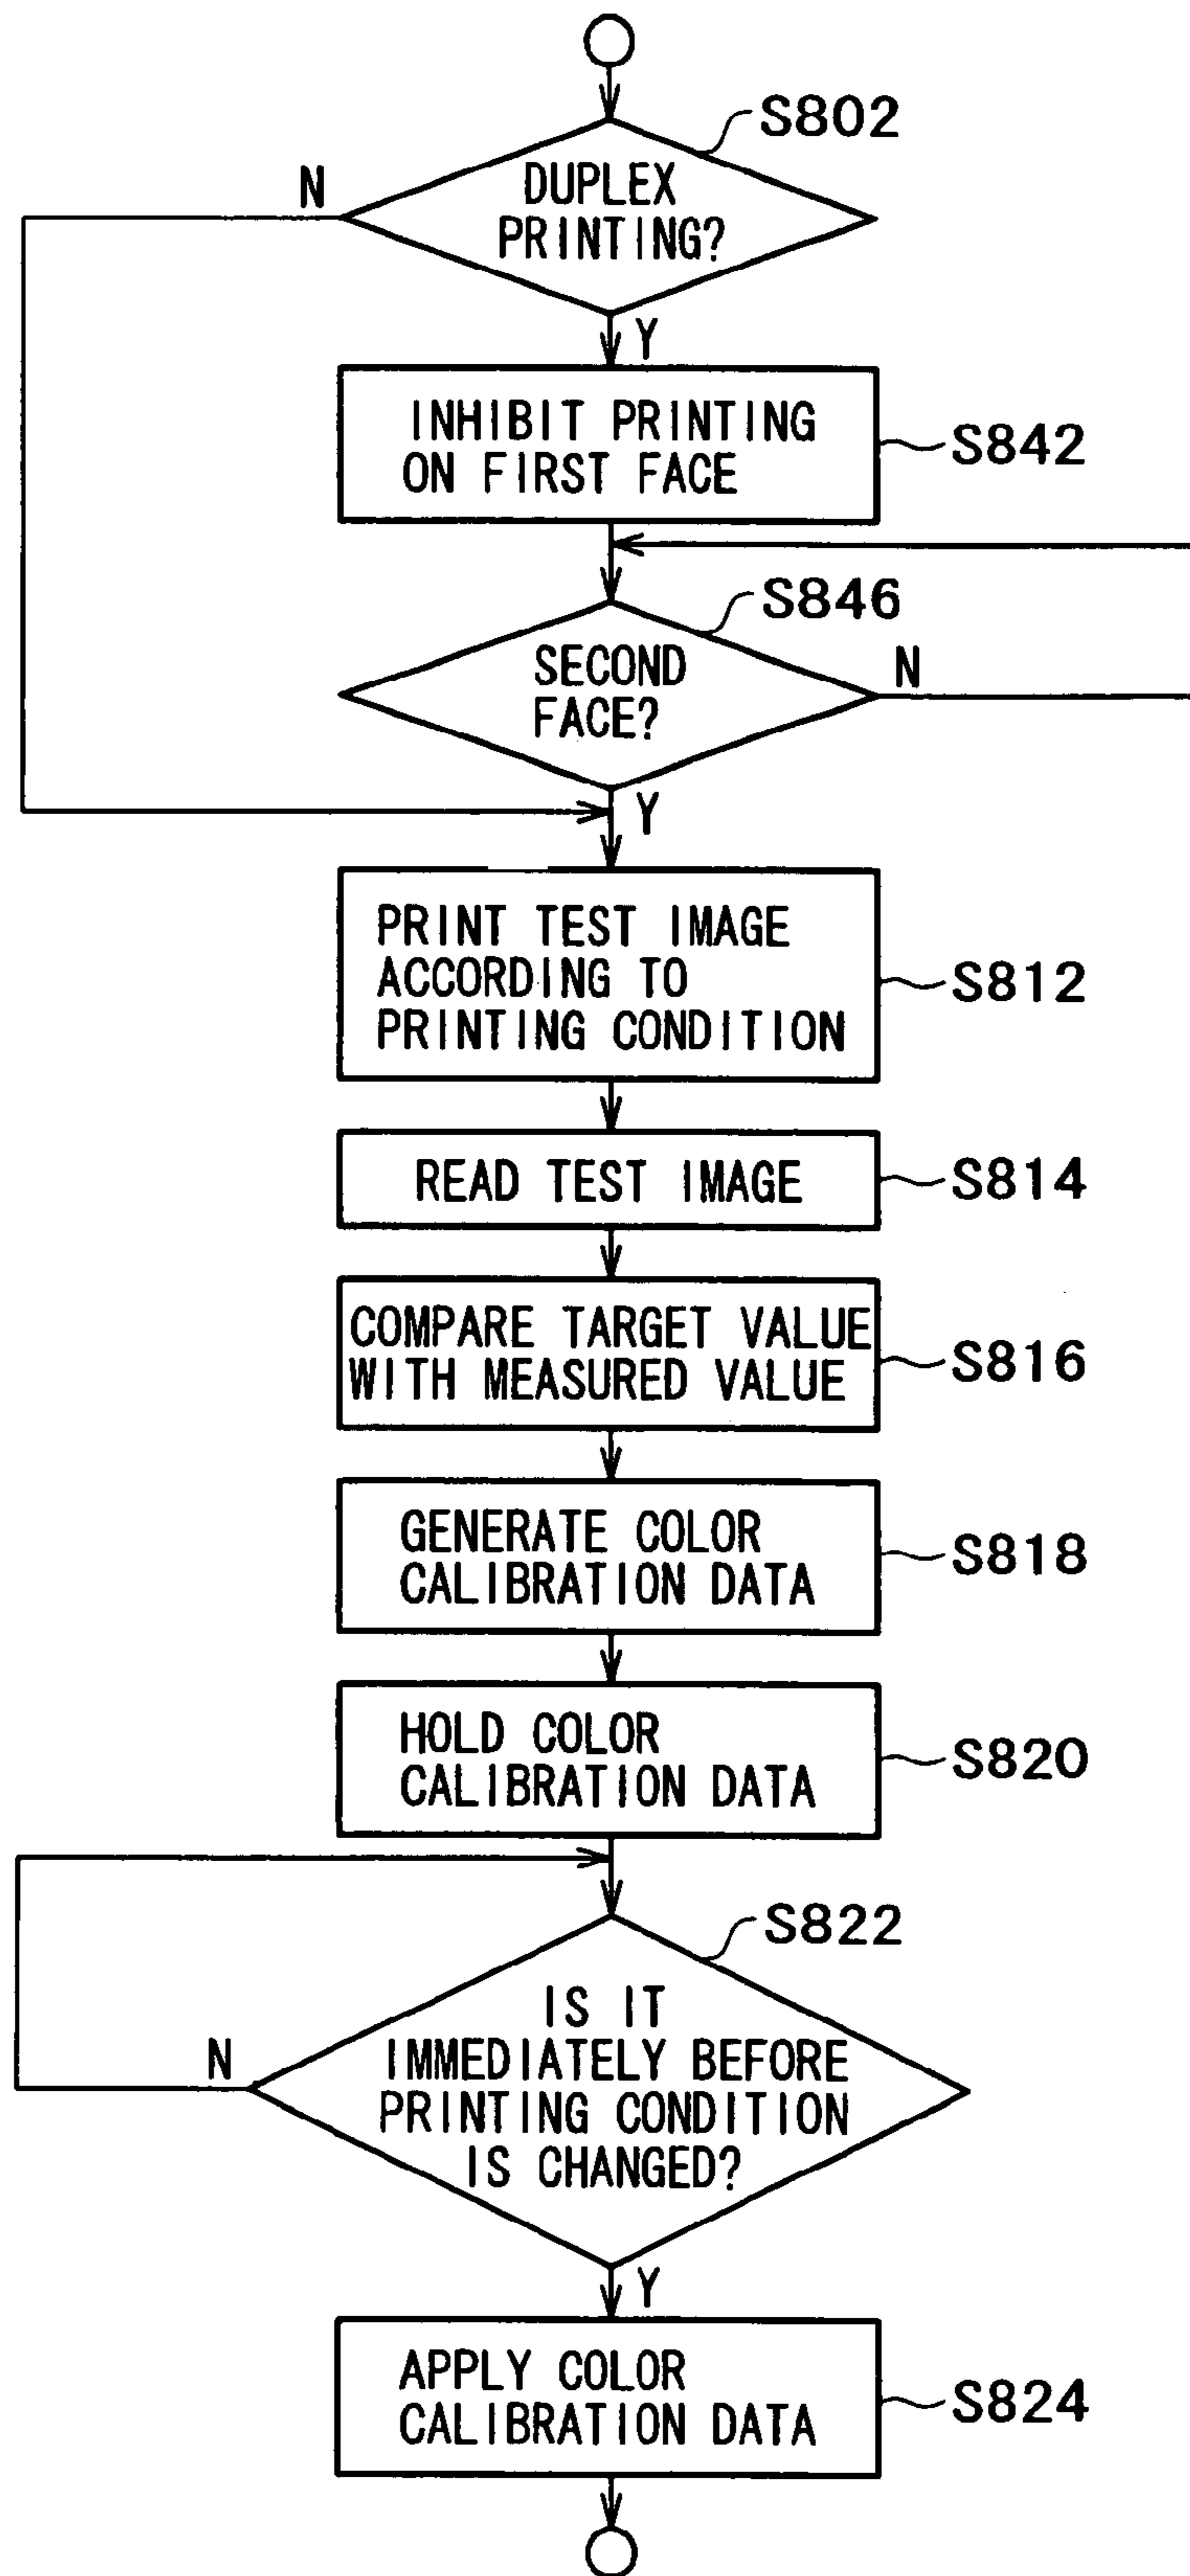 S802
N
DUPLEX
PRINTING?
Y
INHIBIT PRINTING
ON FIRST FACE
S842
S846
SECOND
FACE?
N
Y
PRINT TEST IMAGE
ACCORDING TO
PRINTING CONDITION
S812
READ TEST IMAGE
S814
COMPARE TARGET VALUE
WITH MEASURED VALUE
S816
GENERATE COLOR
CALIBRATION DATA
S818
HOLD COLOR
CALIBRATION DATA
S820
S822
IS IT
IMMEDIATELY BEFORE
PRINTING CONDITION
IS CHANGED?
N
Y
APPLY COLOR
CALIBRATION DATA
S824